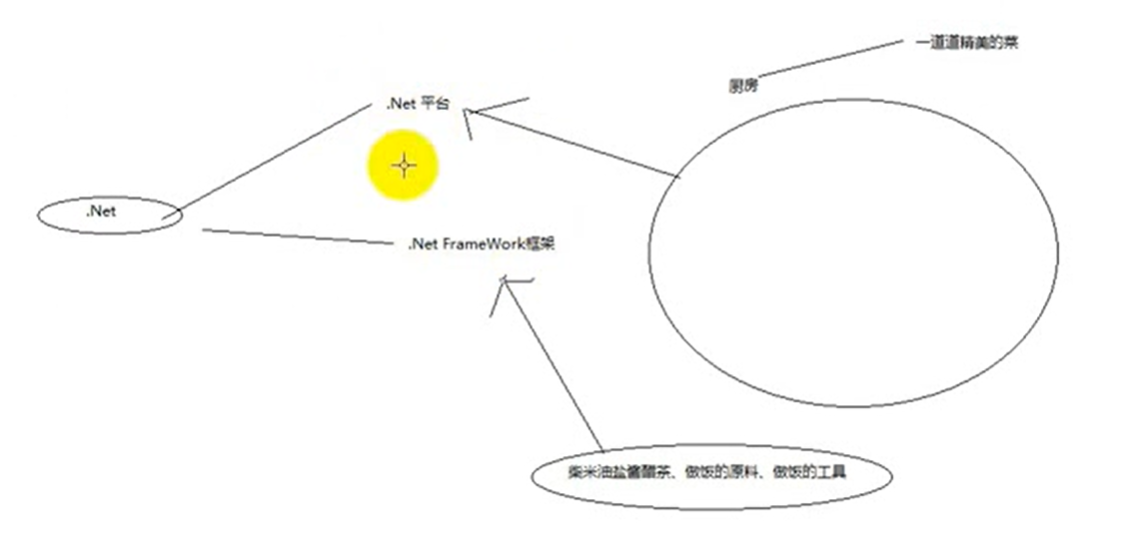 一道道精美的菜
厨房
.Net 平台
.Net
.Net FrameWork框架
柴米油盐酱醋茶、做饭的原料、做饭的工具